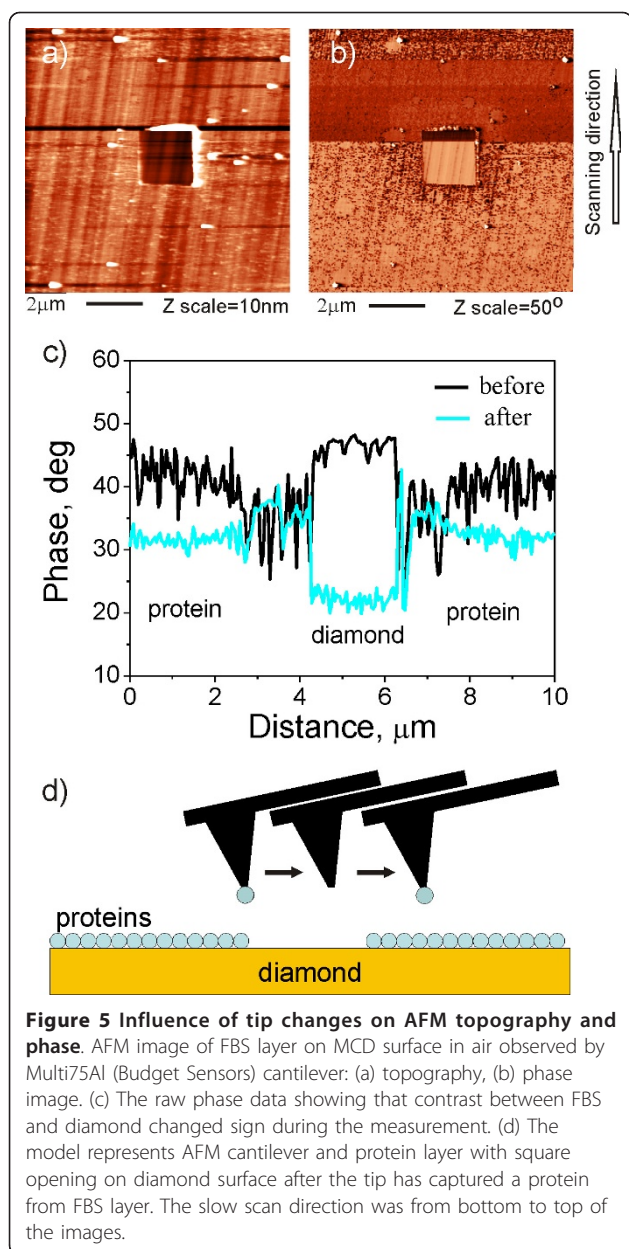 a)
b)
Scanning direction
2μm
Z scale=10nm
2μm
Z scale=50°
c)
60
50
40
30
20
10
Phase, deg
before
after
protein
diamond
protein
0
2
4
6
8
10
Distance, μm
d)
proteins
diamond
Figure 5 Influence of tip changes on AFM topography and
phase. AFM image of FBS layer on MCD surface in air observed by
Multi75Al (Budget Sensors) cantilever: (a) topography, (b) phase
image. (c) The raw phase data showing that contrast between FBS
and diamond changed sign during the measurement. (d) The
model represents AFM cantilever and protein layer with square
opening on diamond surface after the tip has captured a protein
from FBS layer. The slow scan direction was from bottom to top of
the images.